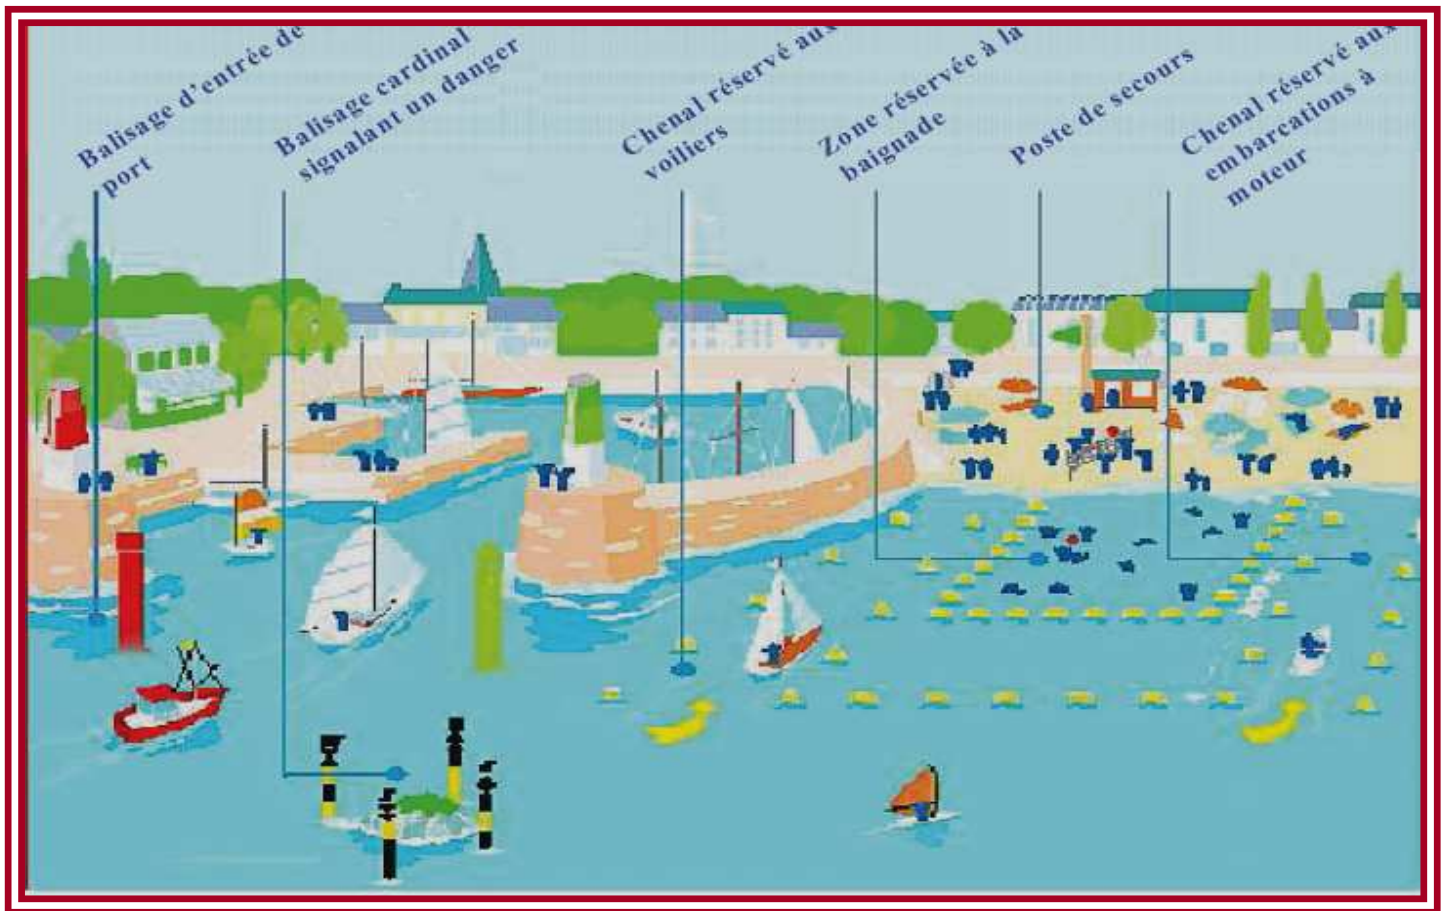 Balisage d'entrée de
port
Balisage cardinal
signalant un danger
Chenal réservé aux
voiliers
Zone réservée à la
baignade
Poste de secours
Chenal réservé aux
embarcations à
moteur